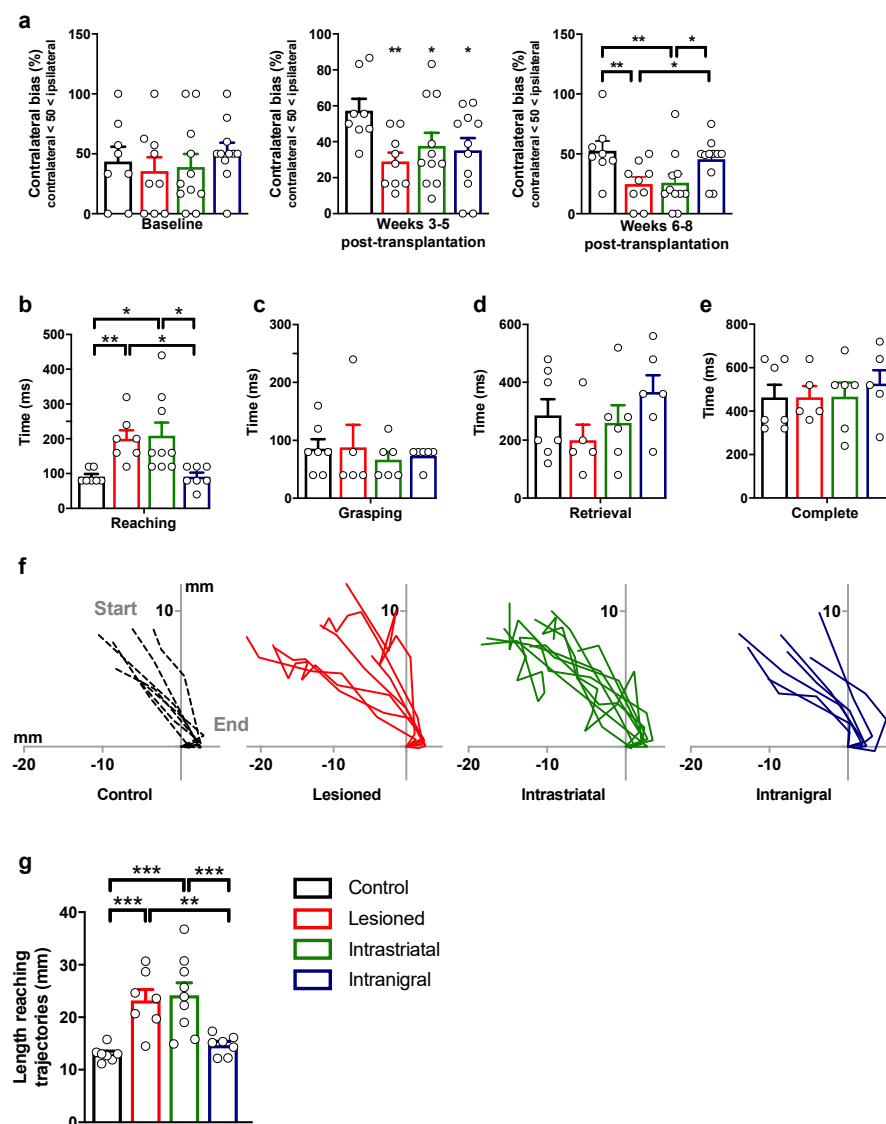 a
Contralateral bias (%)
contralateral < 50 < ipsilateral
150
100
50
0
Baseline
Contralateral bias (%)
contralateral < 50 < ipsilateral
100
80
60
40
20
0
** * *
Weeks 3-5
post-transplantation
Contralateral bias (%)
contralateral < 50 < ipsilateral
150
100
50
0
** *
** *
Weeks 6-8
post-transplantation
b
* *
** *
Time (ms)
500
400
300
200
100
0
Reaching
c
Time (ms)
300
200
100
0
Grasping
d
Time (ms)
600
400
200
0
Retrieval
e
Time (ms)
800
600
400
200
0
Complete
f
mm
Start
10
End
mm
-20 -10
Control
10
-20 -10
Lesioned
10
-20 -10
Intrastriatal
10
-20 -10
Intranigral
g
*** ***
*** **
Length reaching
trajectories (mm)
40
30
20
10
0
Control
Lesioned
Intrastriatal
Intranigral